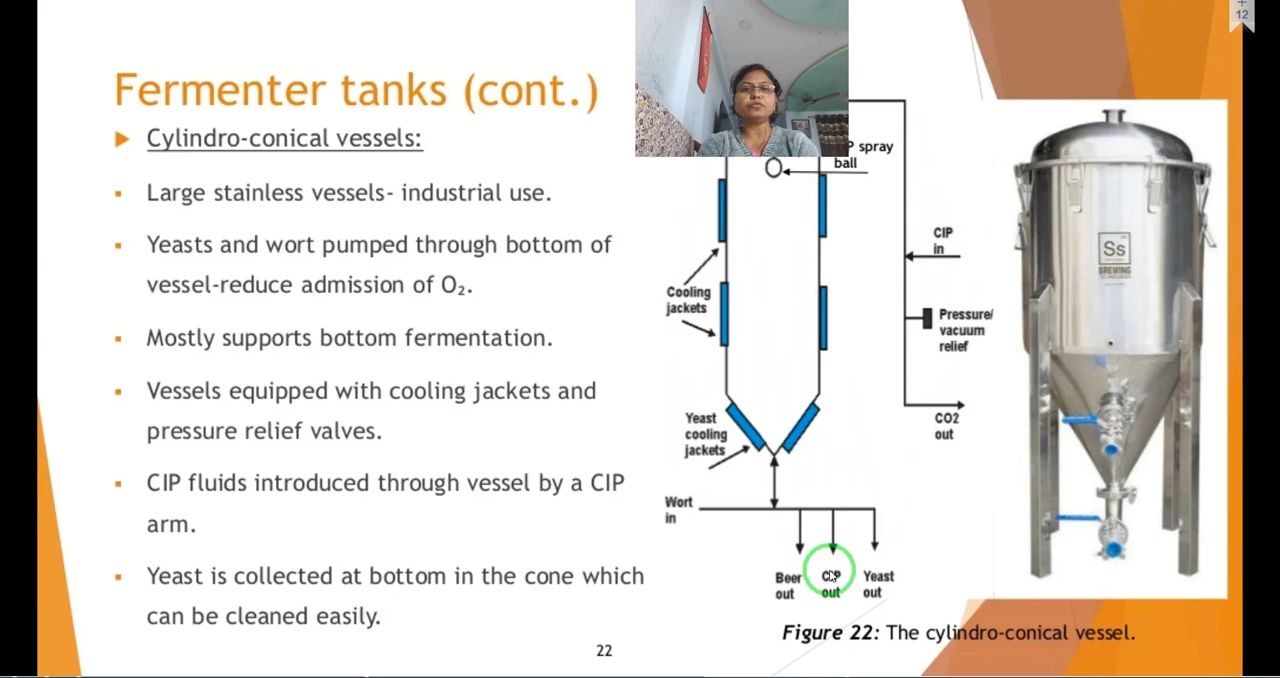 +
12
Fermenter tanks (cont.)
Cylindro-conical vessels:
Large stainless vessels- industrial use.
Yeasts and wort pumped through bottom of
vessel-reduce admission of O₂.
Mostly supports bottom fermentation.
Vessels equipped with cooling jackets and
pressure relief valves.
CIP fluids introduced through vessel by a CIP
arm.
Yeast is collected at bottom in the cone which
can be cleaned easily.
spray
ball
CIP
in
Cooling
jackets
Pressure/
vacuum
relief
CO2
out
Yeast
cooling
jackets
Wort
in
Beer
out
CIP
out
Yeast
out
Ss
BREWING
TECHNOLOGIES
Figure 22: The cylindro-conical vessel.
22